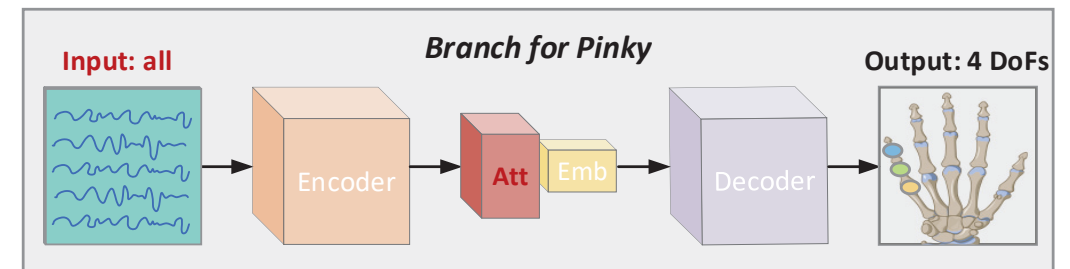 Branch for Pinky
Input: all
Output: 4 DoFs
Encoder
Att
Emb
Decoder